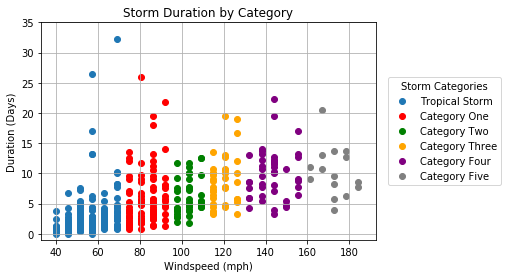 Storm Duration by Category
Duration (Days)
35
30
25
20
15
10
5
0
40
60
80
100
120
140
160
180
Windspeed (mph)
Storm Categories
Tropical Storm
Category One
Category Two
Category Three
Category Four
Category Five